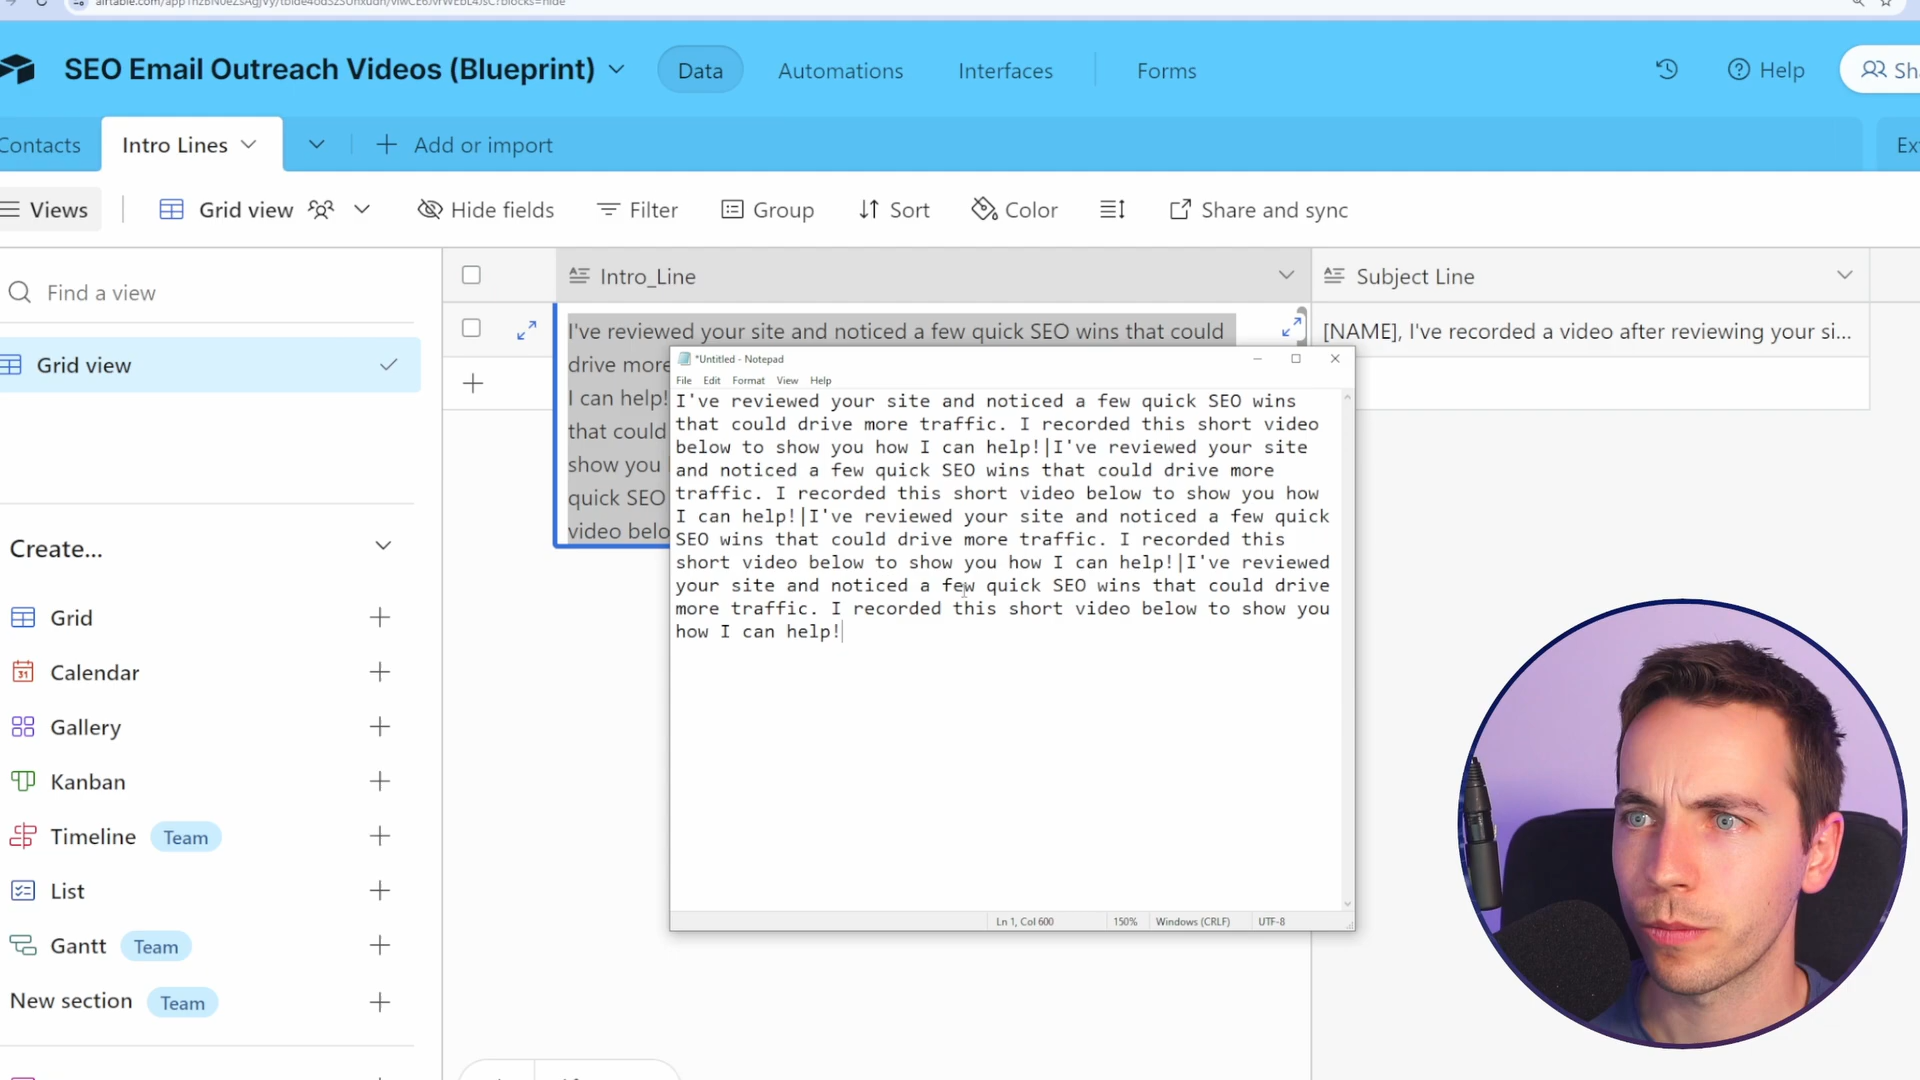 SEO Email Outreach Videos (Blueprint)
Data
Automations
Interfaces
Forms
Help
Contacts
Intro Lines
Add or import
Views
Grid view
Hide fields
Filter
Group
Sort
Color
Share and sync
Find a view
Grid view
Create...
Grid
Calendar
Gallery
Kanban
Timeline Team
List
Gantt Team
New section Team
Intro_Line
Subject Line
I've reviewed your site and noticed a few quick SEO wins that could
drive more
I can help!
that could
show you
quick SEO
video belo
[NAME], I've recorded a video after reviewing your si...
*Untitled - Notepad
File Edit Format View Help
I've reviewed your site and noticed a few quick SEO wins
that could drive more traffic. I recorded this short video
below to show you how I can help!|I've reviewed your site
and noticed a few quick SEO wins that could drive more
traffic. I recorded this short video below to show you how
I can help!|I've reviewed your site and noticed a few quick
SEO wins that could drive more traffic. I recorded this
short video below to show you how I can help!|I've reviewed
your site and noticed a few quick SEO wins that could drive
more traffic. I recorded this short video below to show you
how I can help!
Ln 1, Col 600
150%
Windows (CRLF)
UTF-8